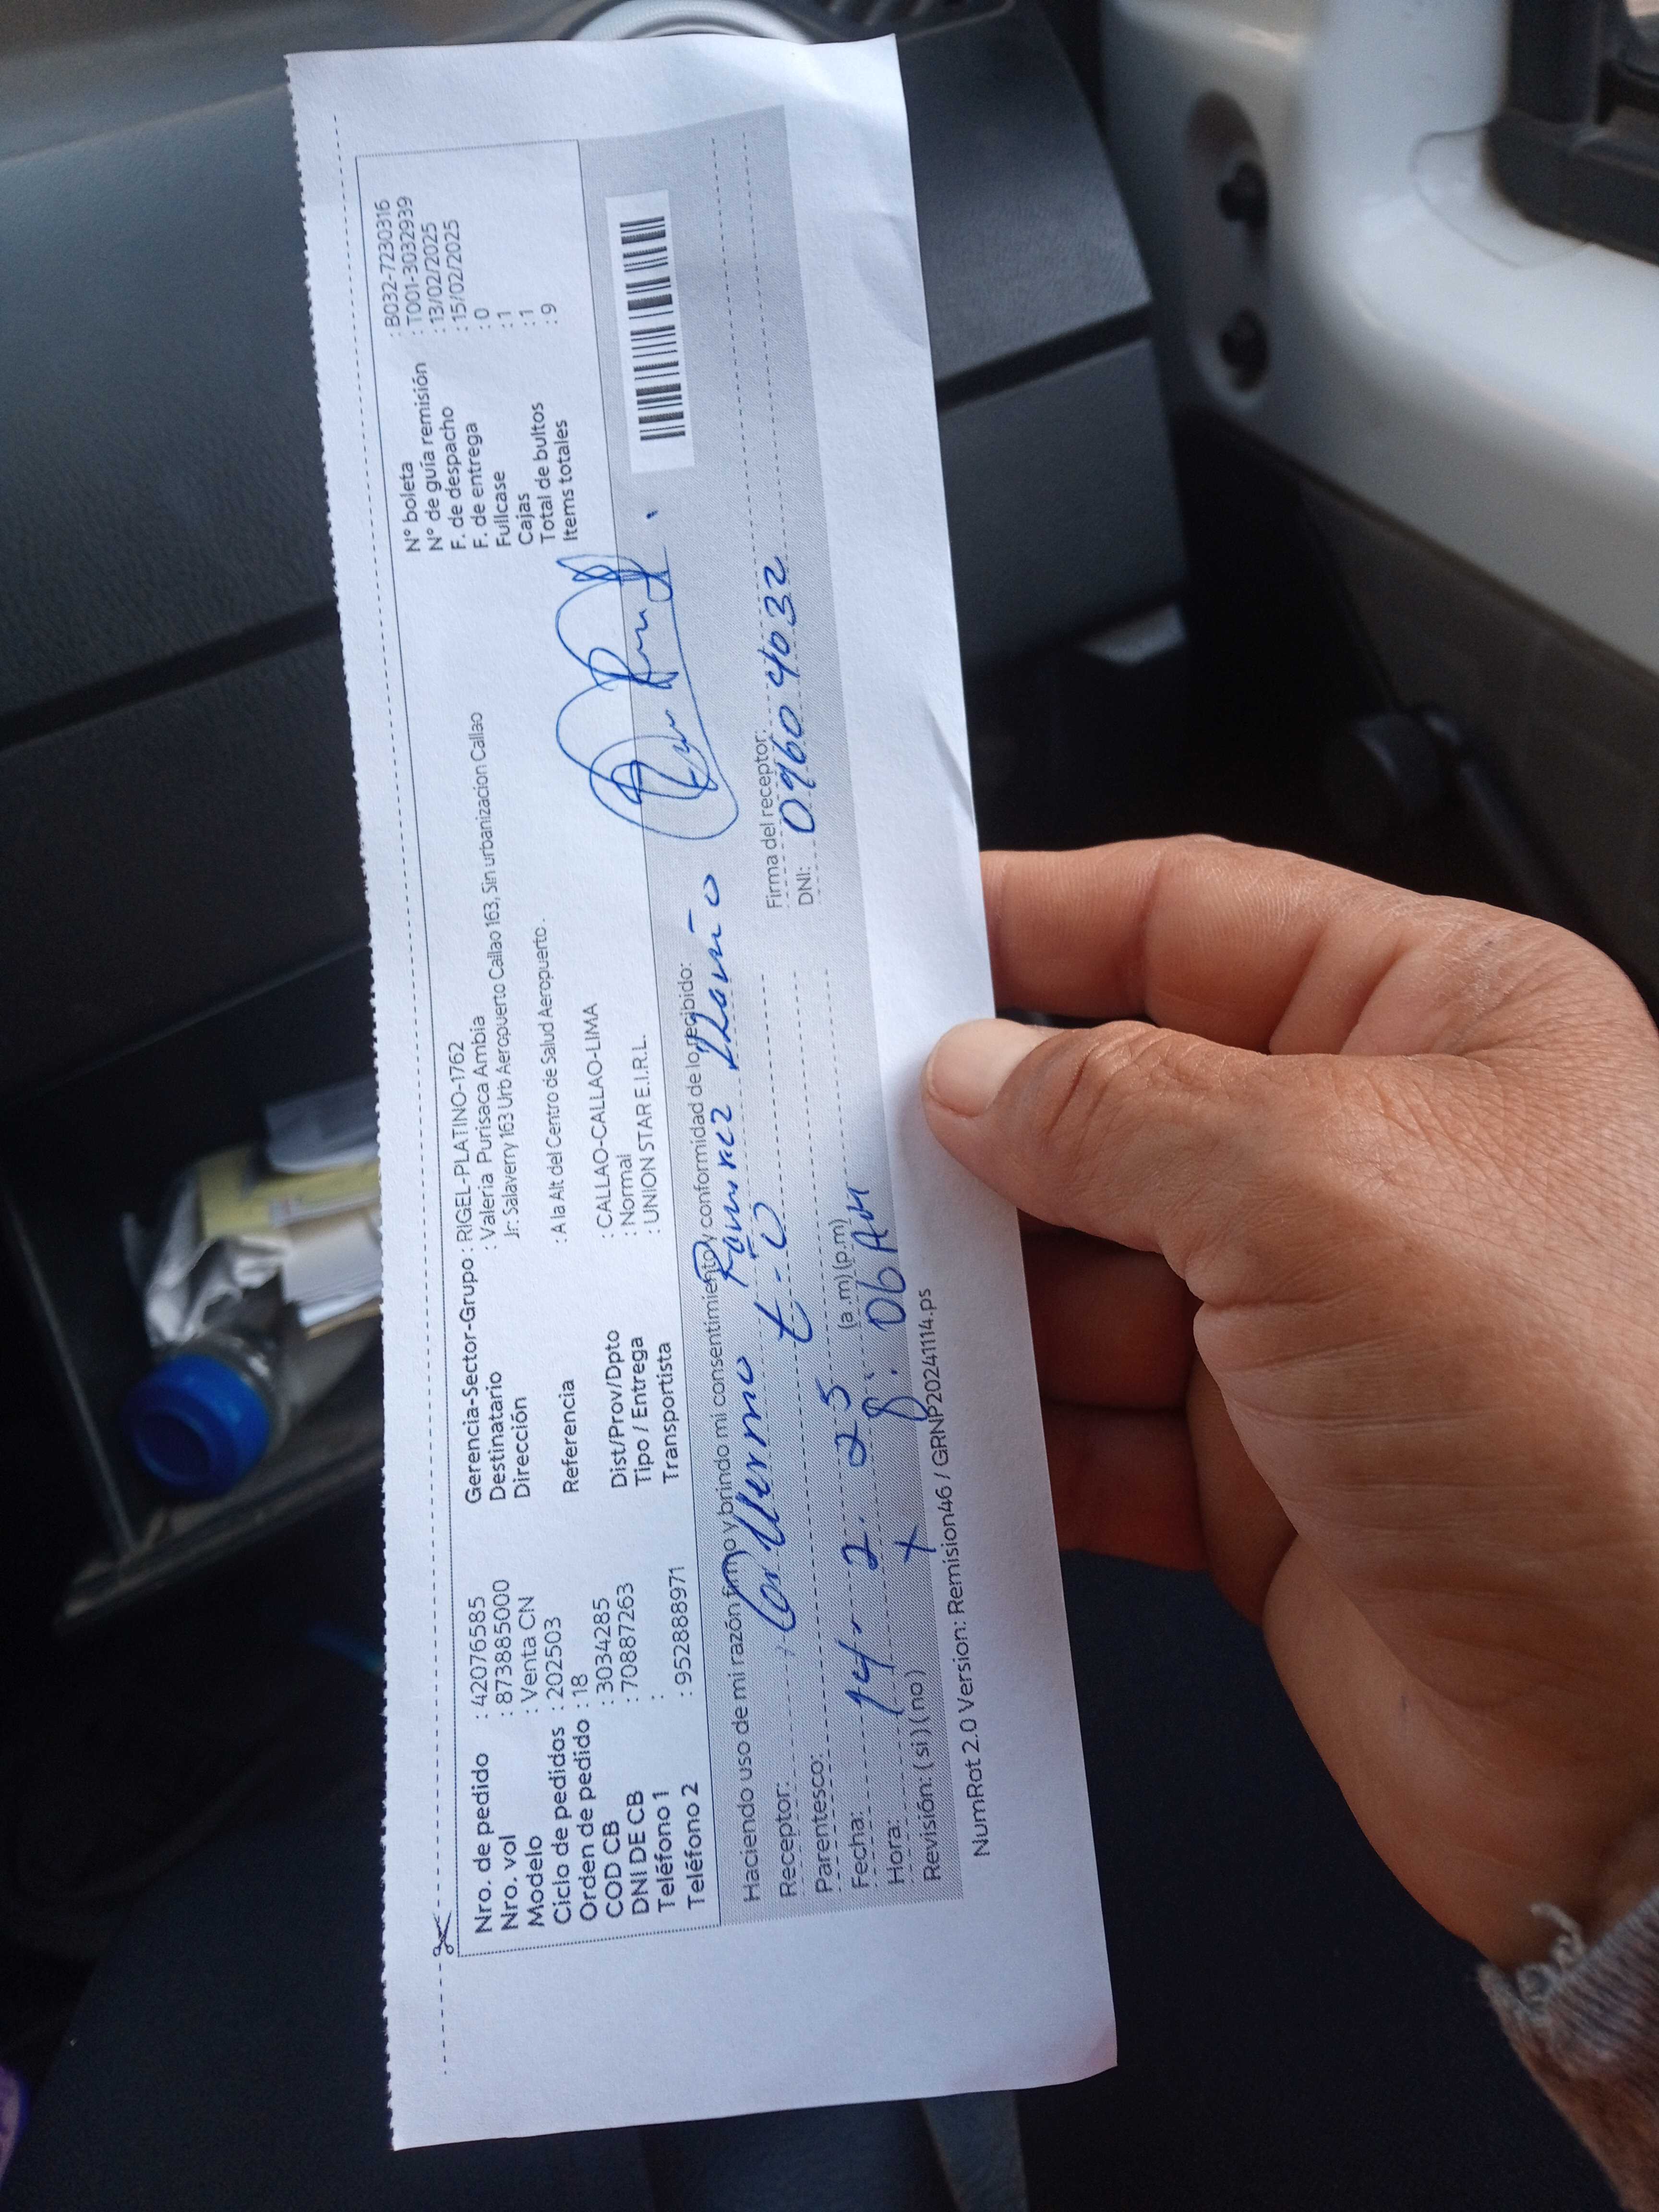 Nro. de pedido : 42076585
Nro. vol : 873885000
Modelo : Venta CN
Ciclo de pedidos : 202503
Orden de pedido : 18
COD CB : 3034285
DNI DE CB : 70887263
Teléfono 1 :
Teléfono 2 : 952888971
Gerencia-Sector-Grupo : RIGEL-PLATINO-1762
Destinatario : Valeria Purisaca Ambia
Dirección Jr. Salaverry 163 Urb Aeropuerto Callao 163, Sin urbanizacion Callao
Referencia : A la Alt del Centro de Salud Aeropuerto.
Dist/Prov/Dpto : CALLAO-CALLAO-LIMA
Tipo / Entrega : Normal
Transportista : UNION STAR E.I.R.L.
N° boleta : B032-7230316
N° de guía remisión : T001-3032939
F. de despacho : 13/02/2025
F. de entrega : 15/02/2025
Fullcase : 0
Cajas : 1
Total de bultos : 1
Items totales : 9
Haciendo uso de mi razón firmo y brindo mi consentimiento y conformidad de lo recibido:
Receptor: Guillermo Ramirez
Parentesco:
Fecha: 14 - 2. 25
Hora: 8: 06 AM (a.m) (p.m)
Revisión: ( si ) ( no ) X
Firma del receptor:
DNI: 09604032
NumRot 2.0 Version: Remision46 / GRNP20241114.ps